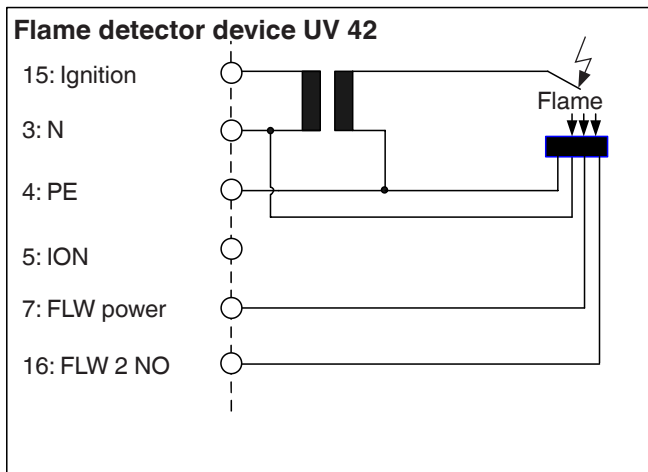 Flame detector device UV 42
15: Ignition
Flame
3: N
4: PE
5: ION
7: FLW power
16: FLW 2 NO